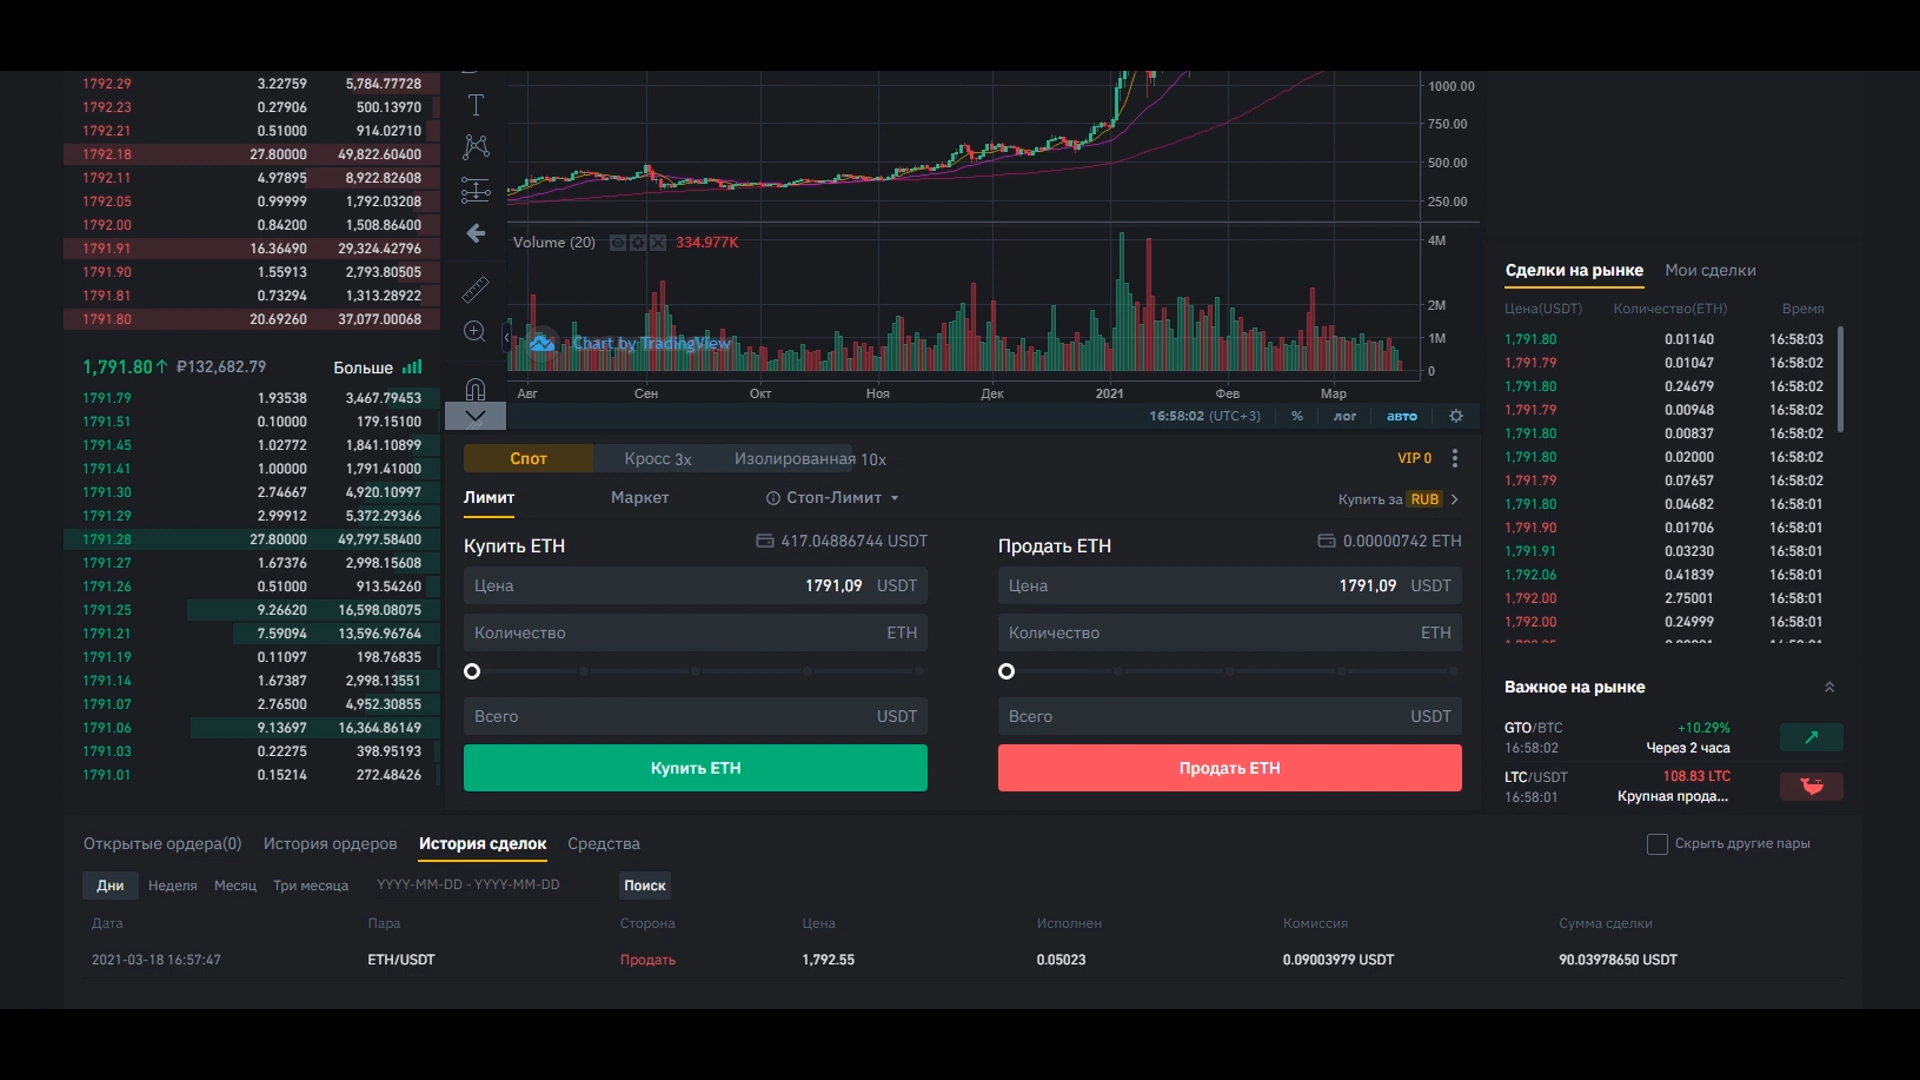 1792.29 3.22759 5,784.77728
1792.23 0.27906 500.13970
1792.21 0.51000 914.02710
1792.18 27.80000 49,822.60400
1792.11 4.97895 8,922.82608
1792.05 0.99999 1,792.03208
1792.00 0.84200 1,508.86400
1791.91 16.36490 29,324.42796
1791.90 1.55913 2,793.80505
1791.81 0.73294 1,313.28922
1791.80 20.69260 37,077.00068
1,791.80↑ ₽132,682.79 Больше
1791.79 1.93538 3,467.79453
1791.51 0.10000 179.15100
1791.45 1.02772 1,841.10899
1791.41 1.00000 1,791.41000
1791.30 2.74667 4,920.10997
1791.29 2.99912 5,372.29366
1791.28 27.80000 49,797.58400
1791.27 1.67376 2,998.15608
1791.26 0.51000 913.54260
1791.25 9.26620 16,598.08075
1791.21 7.59094 13,596.96764
1791.19 0.11097 198.76835
1791.14 1.67387 2,998.13551
1791.07 2.76500 4,952.30855
1791.06 9.13697 16,364.86149
1791.03 0.22275 398.95193
1791.01 0.15214 272.48426
1000.00
750.00
500.00
250.00
Volume (20) 334.977K
4M
2M
1M
0
Chart by TradingView
Авг Сен Окт Ноя Дек 2021 Фев Мар
16:58:02 (UTC+3) % лог авто
Спот Кросс 3x Изолированная 10x VIP 0
Лимит Маркет Стоп-Лимит Купить за RUB
Купить ETH 417.04886744 USDT
Цена 1791,09 USDT
Количество ETH
Всего USDT
Купить ETH
Продать ETH 0.00000742 ETH
Цена 1791,09 USDT
Количество ETH
Всего USDT
Продать ETH
Сделки на рынке Мои сделки
Цена(USDT) Количество(ETH) Время
1,791.80 0.01140 16:58:03
1,791.79 0.01047 16:58:02
1,791.80 0.24679 16:58:02
1,791.79 0.00948 16:58:02
1,791.80 0.00837 16:58:02
1,791.80 0.02000 16:58:02
1,791.79 0.07657 16:58:02
1,791.80 0.04682 16:58:01
1,791.90 0.01706 16:58:01
1,791.91 0.03230 16:58:01
1,792.06 0.41839 16:58:01
1,792.00 2.75001 16:58:01
1,792.00 0.24999 16:58:01
Важное на рынке
GTO/BTC +10.29%
16:58:02 Через 2 часа
LTC/USDT 108.83 LTC
16:58:01 Крупная прода...
Открытые ордера(0) История ордеров История сделок Средства Скрыть другие пары
Дни Неделя Месяц Три месяца YYYY-MM-DD - YYYY-MM-DD Поиск
Дата Пара Сторона Цена Исполнен Комиссия Сумма сделки
2021-03-18 16:57:47 ETH/USDT Продать 1,792.55 0.05023 0.09003979 USDT 90.03978650 USDT